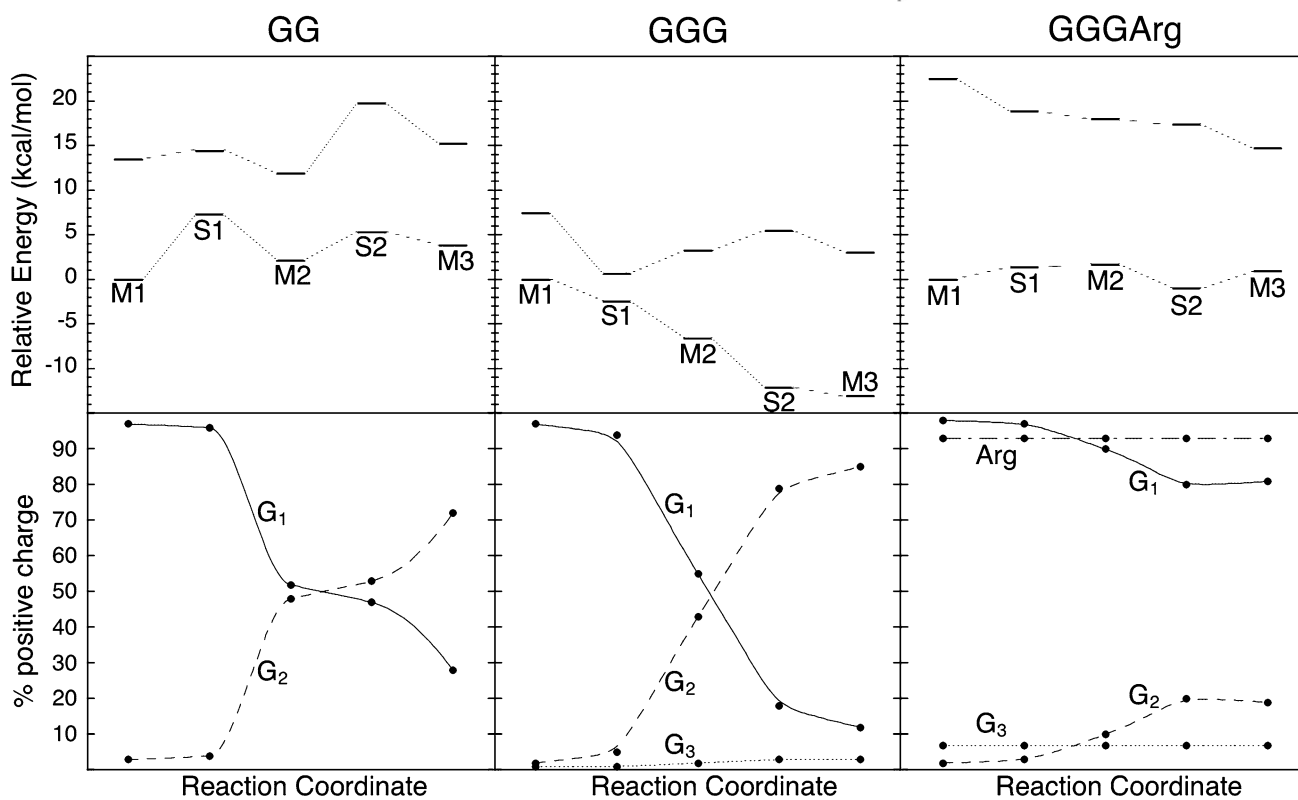 GG
GGG
GGGArg
Relative Energy (kcal/mol)
20
15
10
5
0
-5
-10
M1
S1
M2
S2
M3
M1
S1
M2
S2
M3
M1
S1
M2
S2
M3
% positive charge
90
80
70
60
50
40
30
20
10
G₁
G₂
G₁
G₂
G₃
Arg
G₁
G₂
G₃
Reaction Coordinate
Reaction Coordinate
Reaction Coordinate